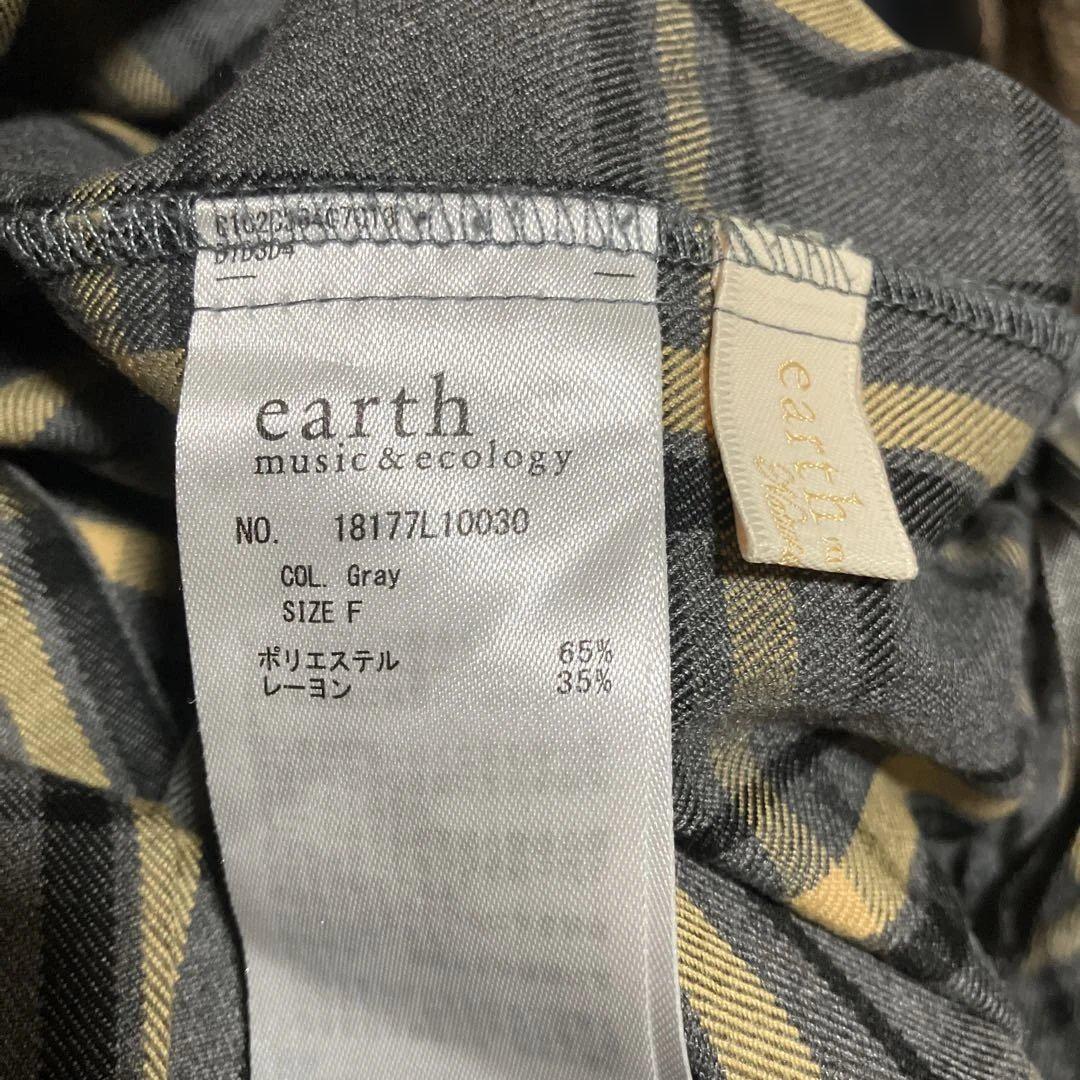 earth
music & ecology
NO. 18177L10030
COL. Gray
SIZE F
ポリエステル 65%
レーヨン 35%
earth m